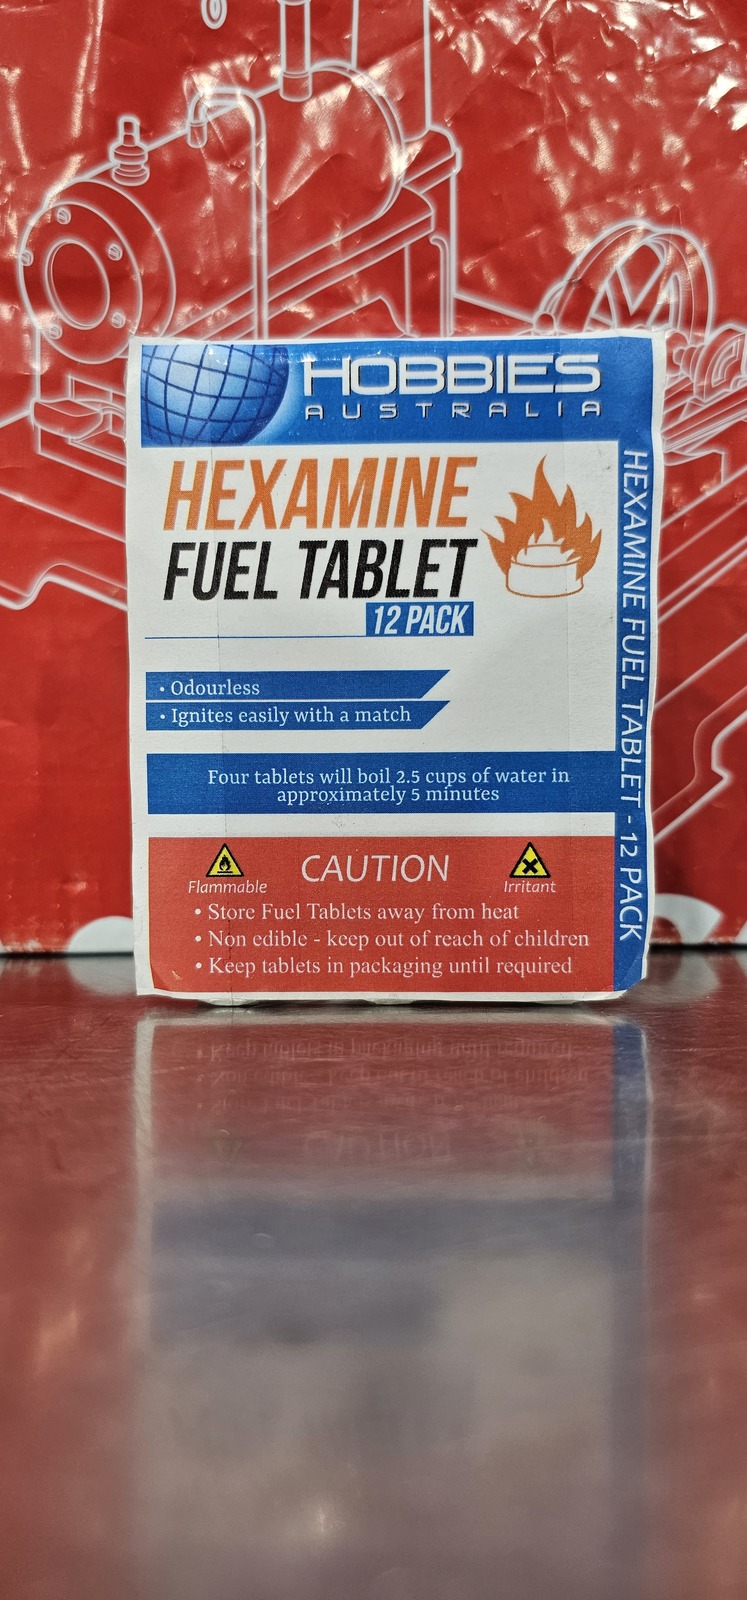 HOBBIES
AUSTRALIA
HEXAMINE
FUEL TABLET
12 PACK
• Odourless
• Ignites easily with a match
Four tablets will boil 2.5 cups of water in
approximately 5 minutes
CAUTION
Flammable
Irritant
• Store Fuel Tablets away from heat
• Non edible - keep out of reach of children
• Keep tablets in packaging until required
HEXAMINE FUEL TABLET - 12 PACK